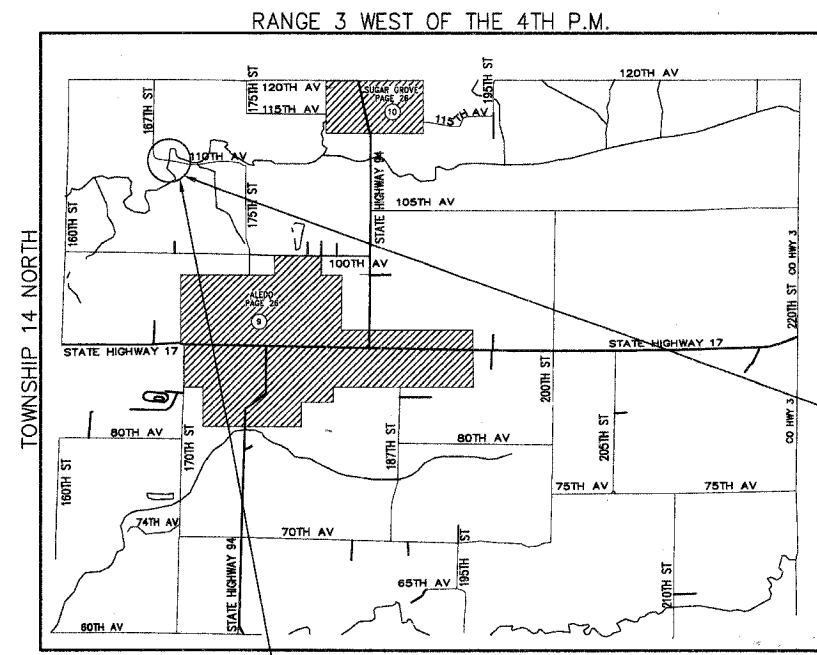 RANGE 3 WEST OF THE 4TH P.M.
TOWNSHIP 14 NORTH
167TH ST
175TH ST
120TH AV
115TH AV
SUGAR GROVE
PAGE 28
10
115TH AV
195TH ST
120TH AV
110TH AV
160TH ST
175TH ST
STATE HIGHWAY 94
105TH AV
100TH AV
CO HWY 3
220TH ST
ALEDO
PAGE 26
9
STATE HIGHWAY 17
STATE HIGHWAY 17
200TH ST
CO HWY 3
80TH AV
170TH ST
187TH ST
80TH AV
205TH ST
160TH ST
75TH AV
75TH AV
74TH AV
70TH AV
STATE HIGHWAY 94
65TH AV
195TH ST
210TH ST
60TH AV